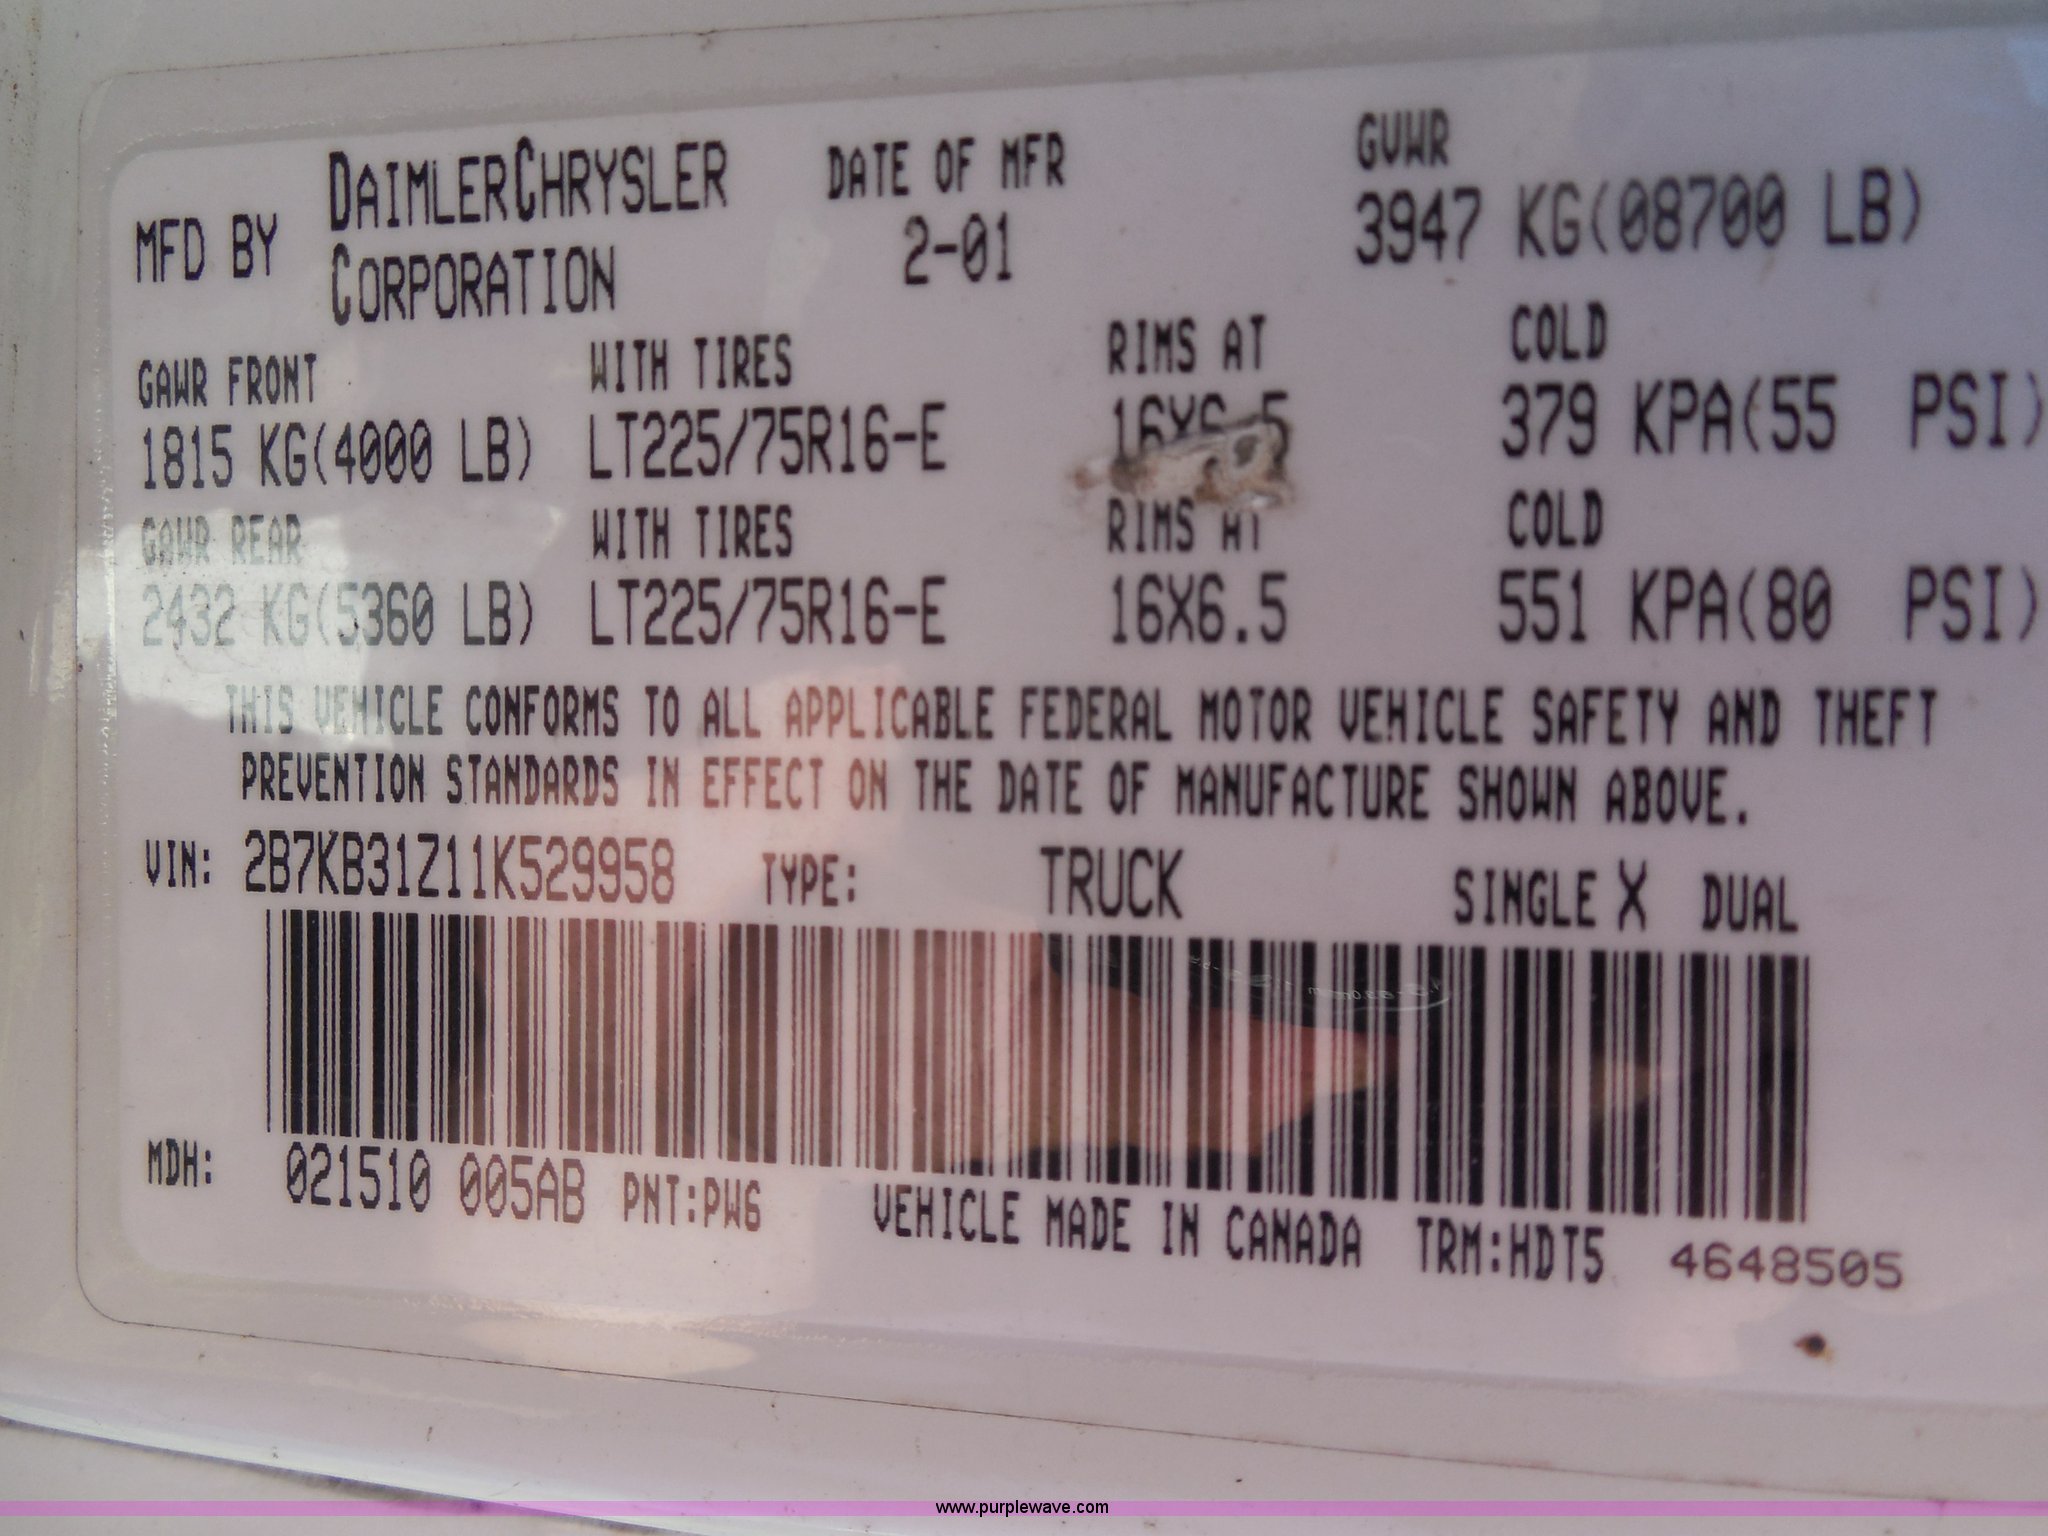 MFD BY DAIMLERCHRYSLER CORPORATION DATE OF MFR 2-01 GVWR 3947 KG(08700 LB)
GAWR FRONT WITH TIRES RIMS AT COLD
1815 KG(4000 LB) LT225/75R16-E 16X6.5 379 KPA(55 PSI)
GAWR REAR WITH TIRES RIMS AT COLD
2432 KG(5360 LB) LT225/75R16-E 16X6.5 551 KPA(80 PSI)
THIS VEHICLE CONFORMS TO ALL APPLICABLE FEDERAL MOTOR VEHICLE SAFETY AND THEFT
PREVENTION STANDARDS IN EFFECT ON THE DATE OF MANUFACTURE SHOWN ABOVE.
VIN: 2B7KB31Z11K529958 TYPE: TRUCK SINGLE X DUAL
MDH: 021510 005AB PNT:PW6 VEHICLE MADE IN CANADA TRM:HDT5 4648505
www.purplewave.com